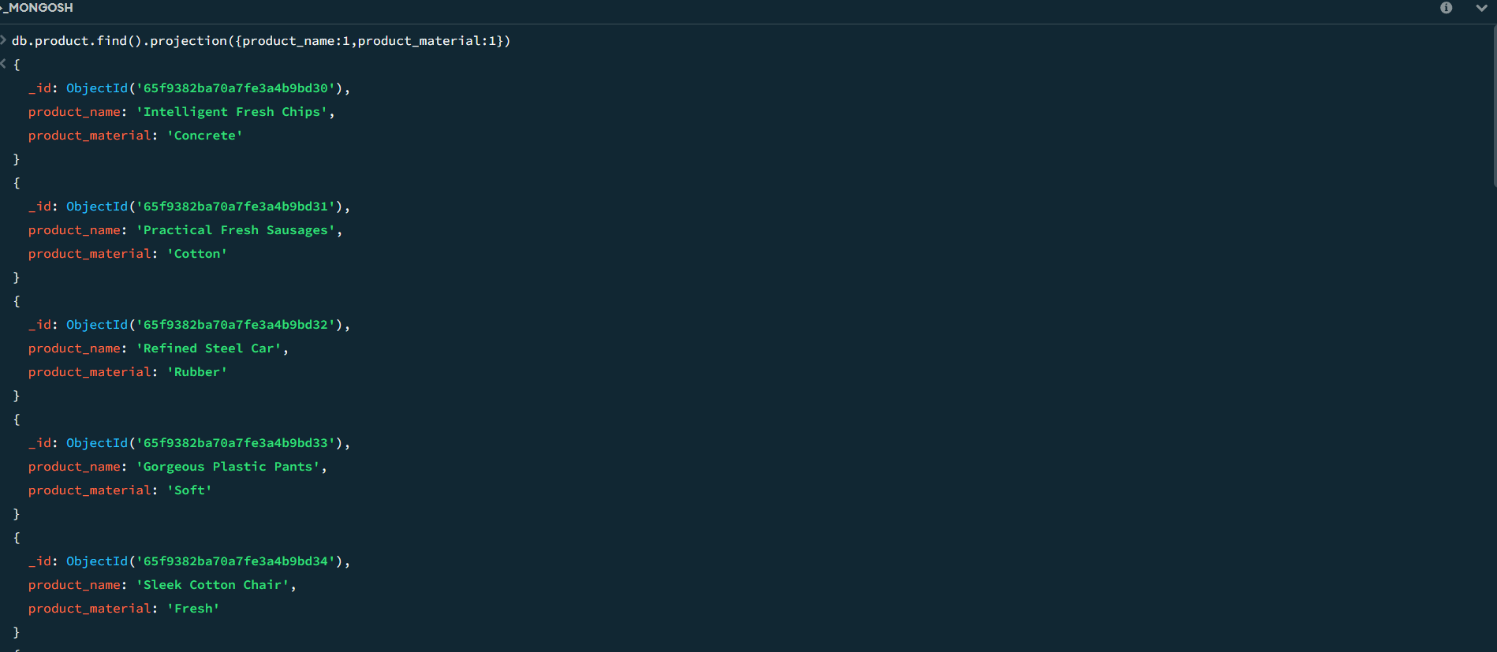 >_MONGOSH
> db.product.find().projection({product_name:1,product_material:1})
< {
  _id: ObjectId('65f9382ba70a7fe3a4b9bd30'),
  product_name: 'Intelligent Fresh Chips',
  product_material: 'Concrete'
}
{
  _id: ObjectId('65f9382ba70a7fe3a4b9bd31'),
  product_name: 'Practical Fresh Sausages',
  product_material: 'Cotton'
}
{
  _id: ObjectId('65f9382ba70a7fe3a4b9bd32'),
  product_name: 'Refined Steel Car',
  product_material: 'Rubber'
}
{
  _id: ObjectId('65f9382ba70a7fe3a4b9bd33'),
  product_name: 'Gorgeous Plastic Pants',
  product_material: 'Soft'
}
{
  _id: ObjectId('65f9382ba70a7fe3a4b9bd34'),
  product_name: 'Sleek Cotton Chair',
  product_material: 'Fresh'
}
{